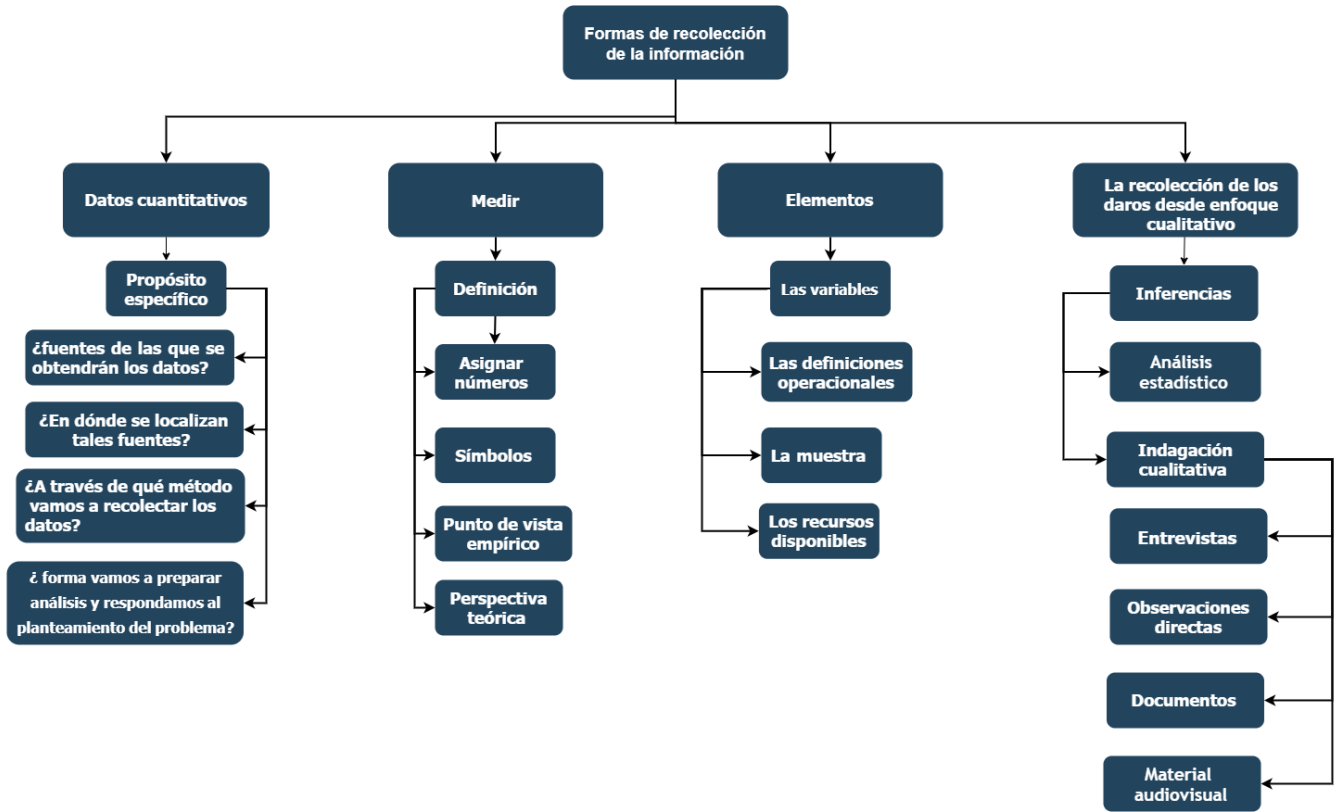 Formas de recolección
de la información
Datos cuantitativos
Medir
Elementos
La recolección de los
daros desde enfoque
cualitativo
Propósito
específico
¿fuentes de las que se
obtendrán los datos?
¿En dónde se localizan
tales fuentes?
¿A través de qué método
vamos a recolectar los
datos?
¿ forma vamos a preparar
análisis y respondamos al
planteamiento del problema?
Definición
Asignar
números
Símbolos
Punto de vista
empírico
Perspectiva
teórica
Las variables
Las definiciones
operacionales
La muestra
Los recursos
disponibles
Inferencias
Análisis
estadístico
Indagación
cualitativa
Entrevistas
Observaciones
directas
Documentos
Material
audiovisual